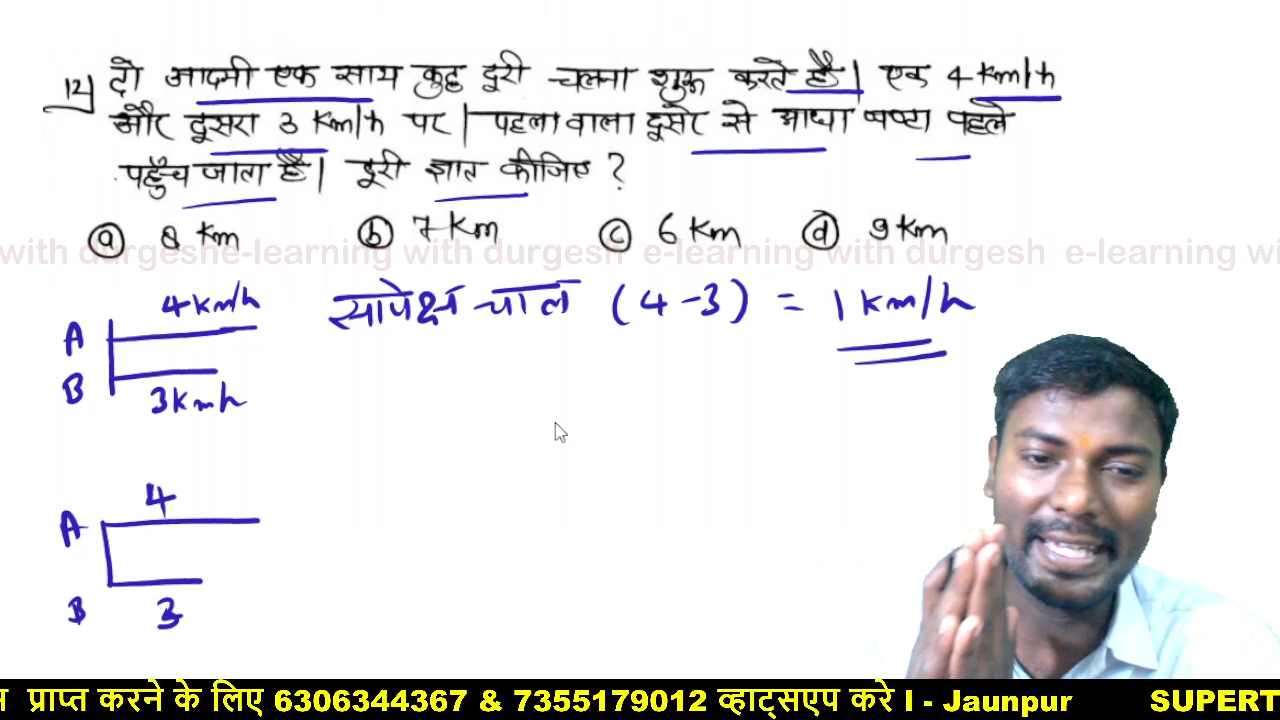 12) दो आदमी एक साथ कुछ दूरी चलना शुरू करते हैं। एक 4 km/h
और दूसरा 3 km/h पर। पहला वाला दूसरे से आधा घण्टा पहले
पहुँच जाता है। दूरी ज्ञात कीजिए ?
(a) 8 km (b) 7 km (c) 6 km (d) 9 km
with durgesh e-learning with durgesh e-learning with durgesh e-learning wi
4 km/h
सापेक्ष चाल (4-3) = 1 km/h
A
B
3 kmh
4
A
B
3
प्राप्त करने के लिए 6306344367 & 7355179012 व्हाट्सएप करे l - Jaunpur SUPERT